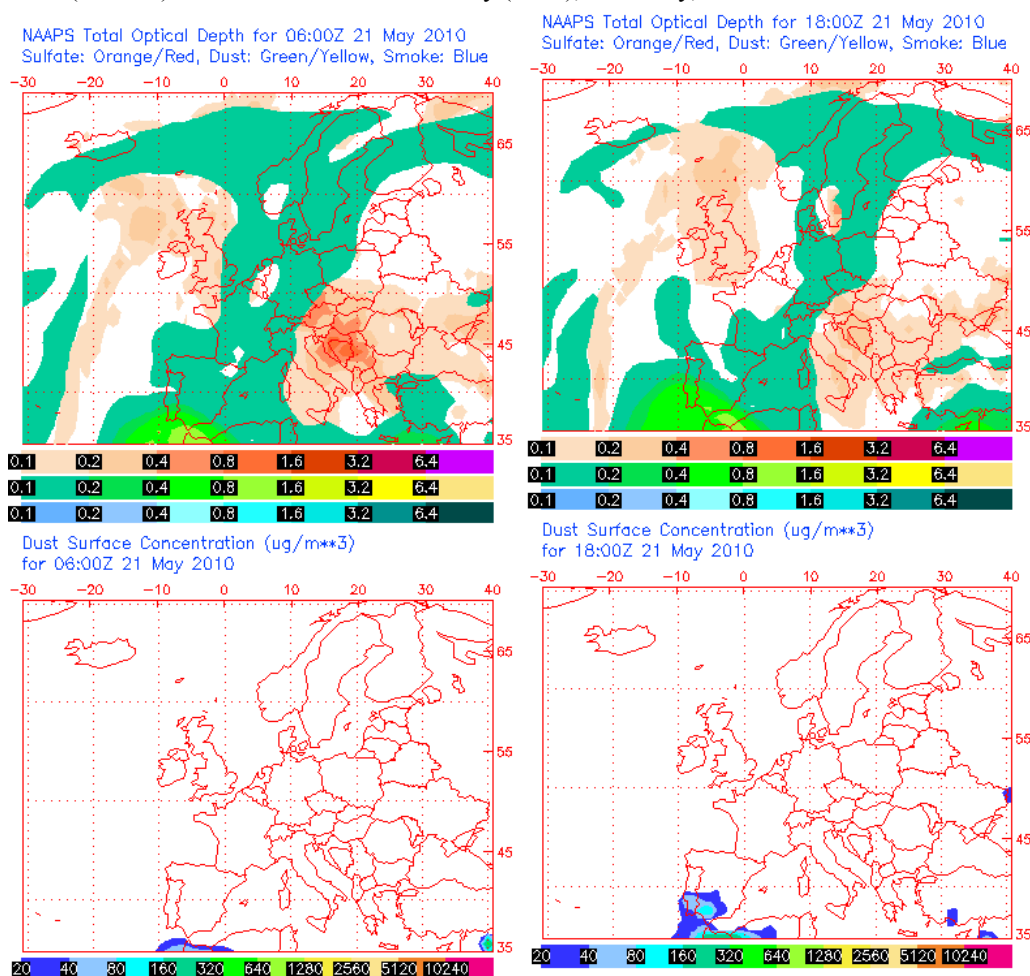 NAAPS Total Optical Depth for 06:00Z 21 May 2010
Sulfate: Orange/Red, Dust: Green/Yellow, Smoke: Blue
-30 -20 -10 0 10 20 30 40
65
55
45
35
0.1 0.2 0.4 0.8 1.6 3.2 6.4
0.1 0.2 0.4 0.8 1.6 3.2 6.4
0.1 0.2 0.4 0.8 1.6 3.2 6.4
NAAPS Total Optical Depth for 18:00Z 21 May 2010
Sulfate: Orange/Red, Dust: Green/Yellow, Smoke: Blue
-30 -20 -10 0 10 20 30 40
65
55
45
35
0.1 0.2 0.4 0.8 1.6 3.2 6.4
0.1 0.2 0.4 0.8 1.6 3.2 6.4
0.1 0.2 0.4 0.8 1.6 3.2 6.4
Dust Surface Concentration (ug/m**3)
for 06:00Z 21 May 2010
-30 -20 -10 0 10 20 30 40
65
55
45
35
20 40 80 160 320 640 1280 2560 5120 10240
Dust Surface Concentration (ug/m**3)
for 18:00Z 21 May 2010
-30 -20 -10 0 10 20 30 40
65
55
45
35
20 40 80 160 320 640 1280 2560 5120 10240